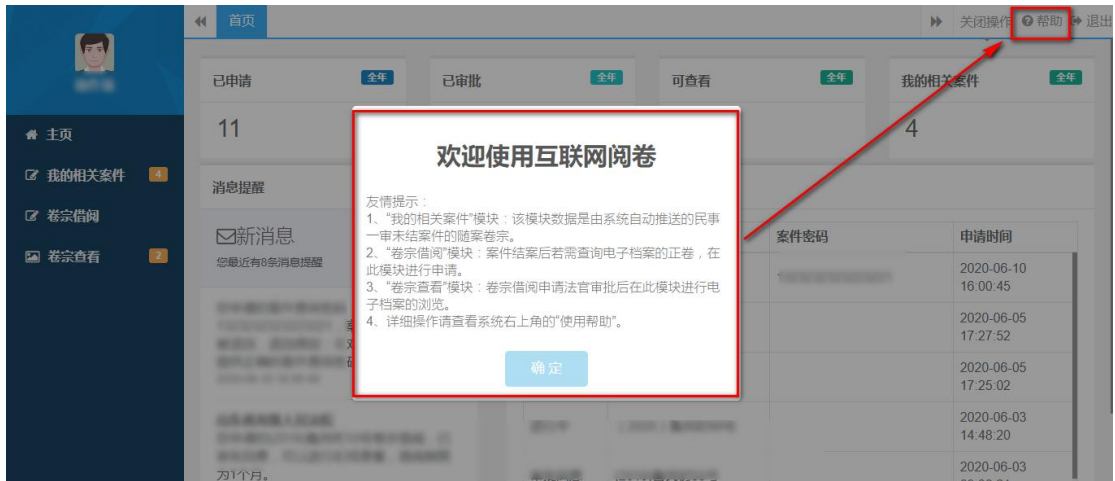 首页
关闭操作
帮助
退出
已申请
全年
已审批
全年
可查看
全年
我的相关案件
全年
11
4
主页
我的相关案件 4
卷宗借阅
卷宗查看 2
消息提醒
新消息
您最近有8条消息提醒
为1个月。
欢迎使用互联网阅卷
友情提示：
1、“我的相关案件”模块：该模块数据是由系统自动推送的民事
一审未结案件的随案卷宗。
2、“卷宗借阅”模块：案件结案后若需查询电子档案的正卷，在
此模块进行申请。
3、“卷宗查看”模块：卷宗借阅申请法官审批后在此模块进行电
子档案的浏览。
4、详细操作请查看系统右上角的“使用帮助”。
确定
案件密码
申请时间
2020-06-10
16:00:45
2020-06-05
17:27:52
2020-06-05
17:25:02
2020-06-03
14:48:20
2020-06-03